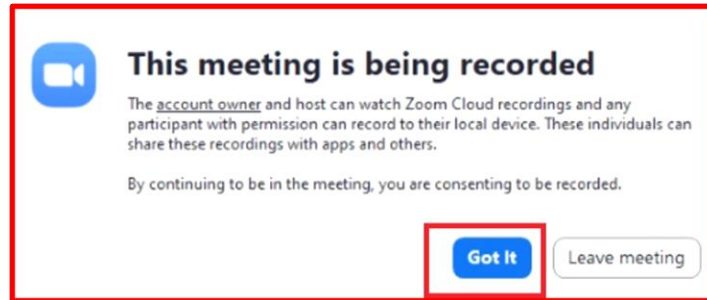 This meeting is being recorded
The account owner and host can watch Zoom Cloud recordings and any
participant with permission can record to their local device. These individuals can
share these recordings with apps and others.
By continuing to be in the meeting, you are consenting to be recorded.
Got It
Leave meeting